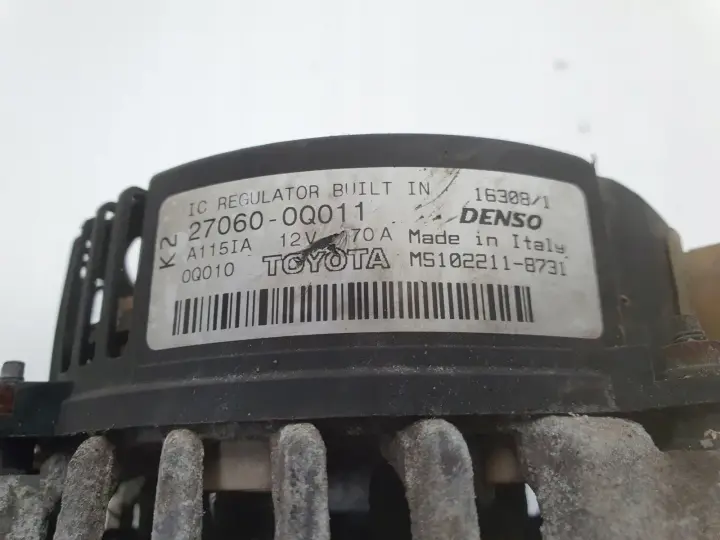 IC REGULATOR BUILT IN 16308/1
K2 27060-0Q011 DENSO
A115IA 12V 70A Made in Italy
0Q010 TOYOTA MS102211-8731